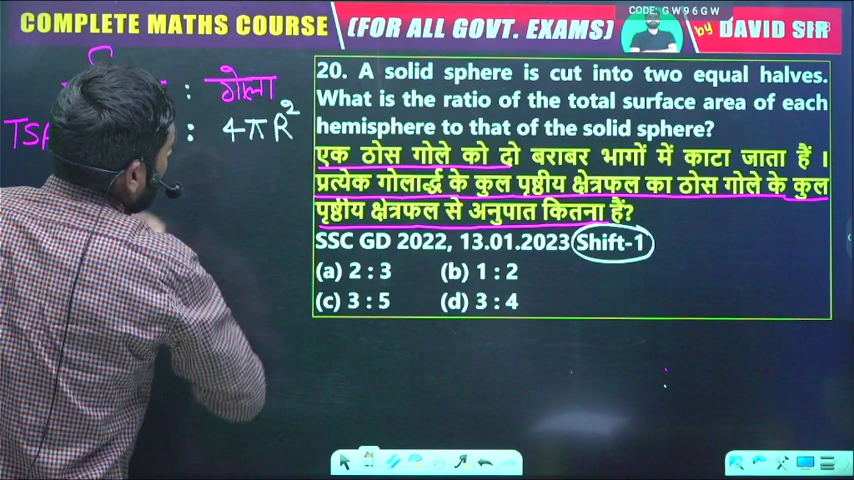 COMPLETE MATHS COURSE (FOR ALL GOVT. EXAMS) by DAVID SIR
CODE: GW96GW
: गोला
TSA : 4πR²
20. A solid sphere is cut into two equal halves.
What is the ratio of the total surface area of each
hemisphere to that of the solid sphere?
एक ठोस गोले को दो बराबर भागों में काटा जाता हैं ।
प्रत्येक गोलार्द्ध के कुल पृष्ठीय क्षेत्रफल का ठोस गोले के कुल
पृष्ठीय क्षेत्रफल से अनुपात कितना हैं?
SSC GD 2022, 13.01.2023 Shift-1
(a) 2 : 3 (b) 1 : 2
(c) 3 : 5 (d) 3 : 4